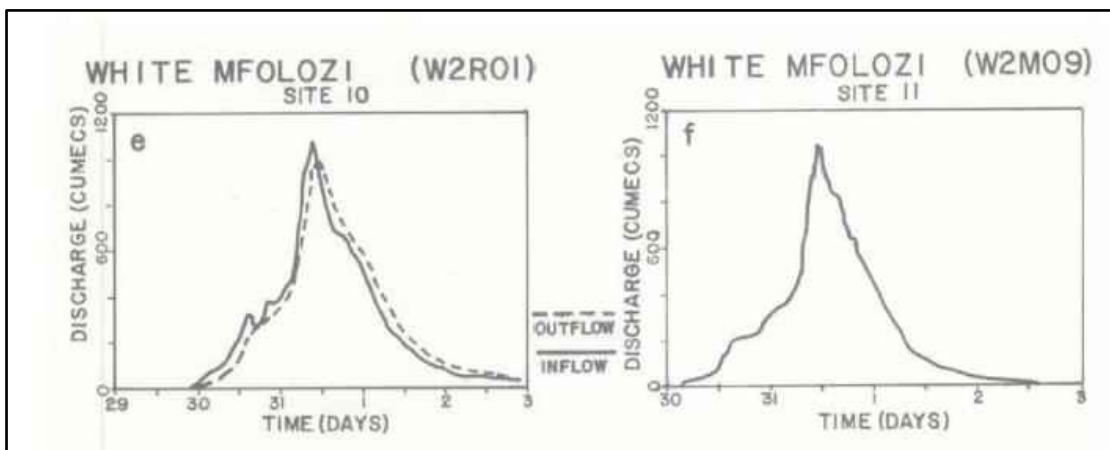 WHITE MFOLOZI (W2R01)
SITE 10
e
DISCHARGE (CUMECS)
1200
600
0
29 30 31 1 2 3
TIME (DAYS)
OUTFLOW
INFLOW
WHITE MFOLOZI (W2M09)
SITE 11
f
DISCHARGE (CUMECS)
1200
600
0
30 31 1 2 3
TIME (DAYS)